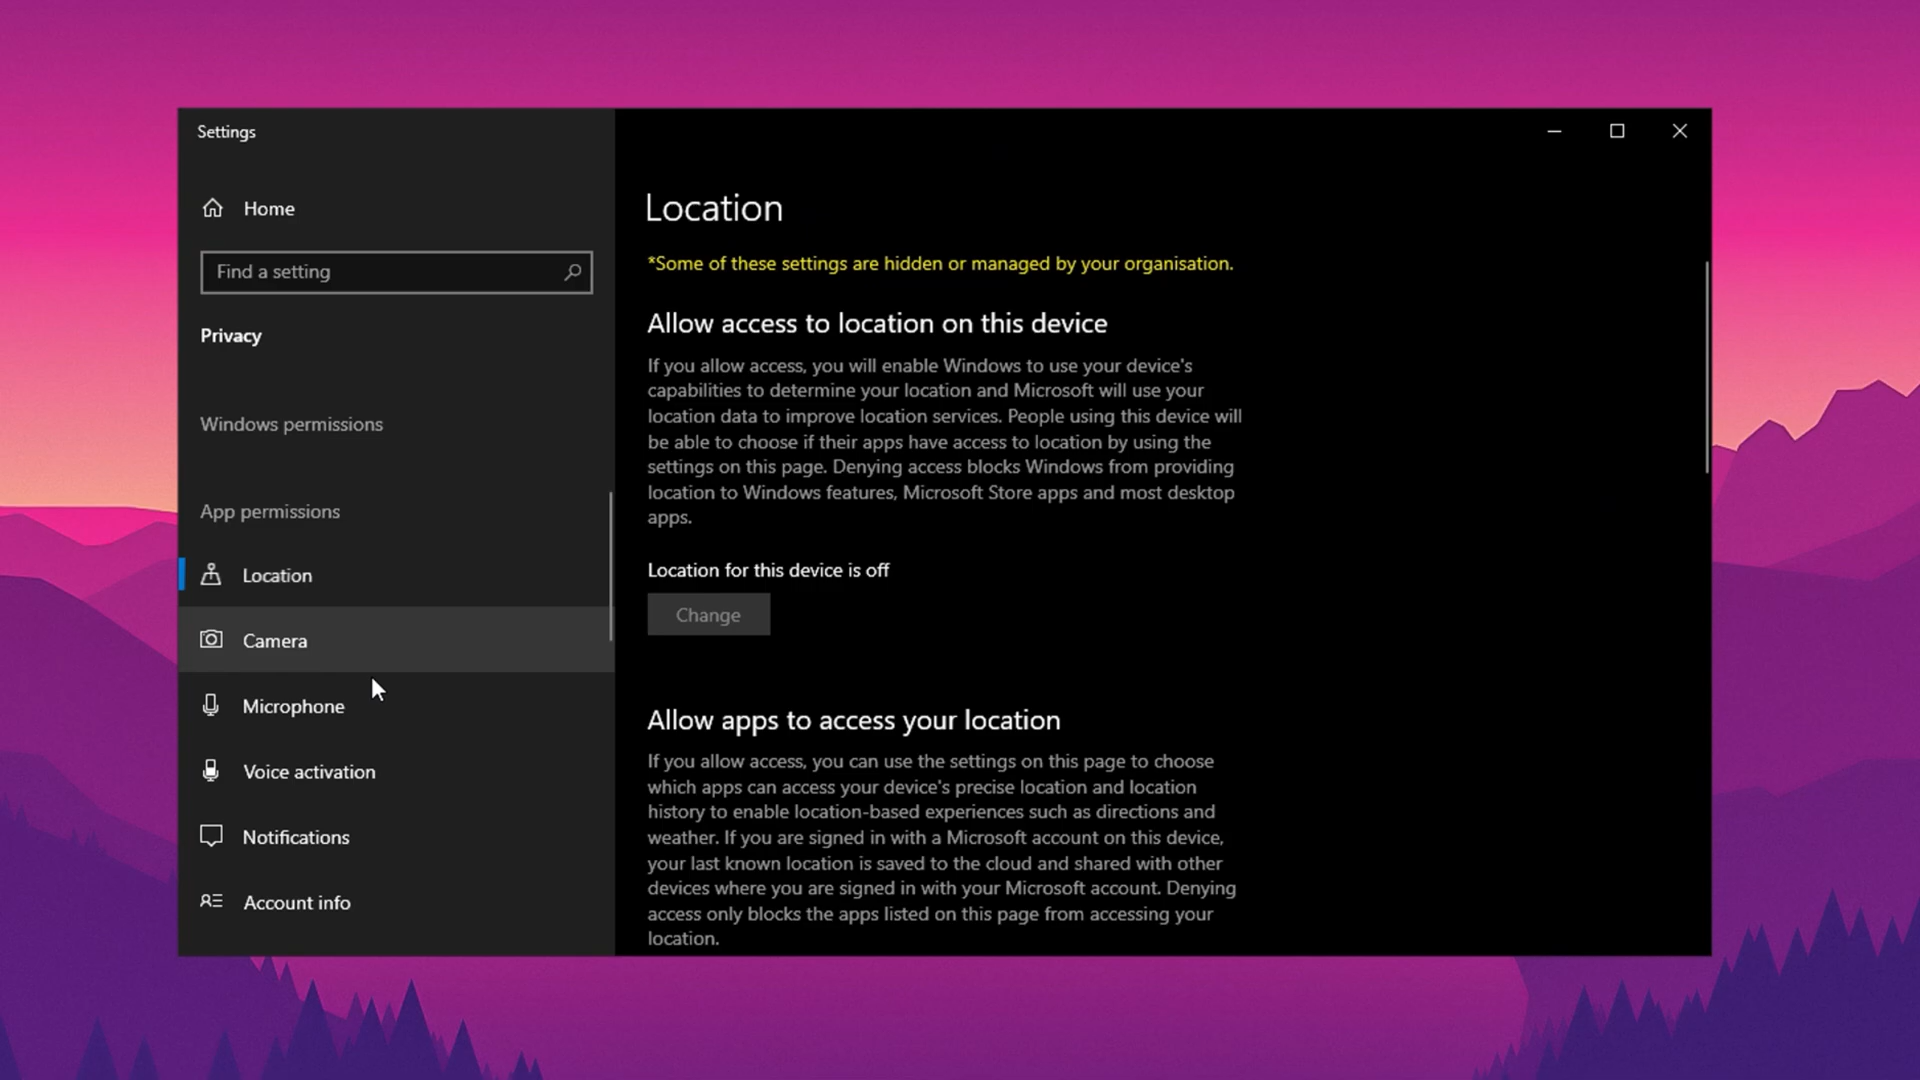 Settings
Home
Find a setting
Privacy
Windows permissions
App permissions
Location
Camera
Microphone
Voice activation
Notifications
Account info
Location
*Some of these settings are hidden or managed by your organisation.
Allow access to location on this device
If you allow access, you will enable Windows to use your device's
capabilities to determine your location and Microsoft will use your
location data to improve location services. People using this device will
be able to choose if their apps have access to location by using the
settings on this page. Denying access blocks Windows from providing
location to Windows features, Microsoft Store apps and most desktop
apps.
Location for this device is off
Change
Allow apps to access your location
If you allow access, you can use the settings on this page to choose
which apps can access your device's precise location and location
history to enable location-based experiences such as directions and
weather. If you are signed in with a Microsoft account on this device,
your last known location is saved to the cloud and shared with other
devices where you are signed in with your Microsoft account. Denying
access only blocks the apps listed on this page from accessing your
location.